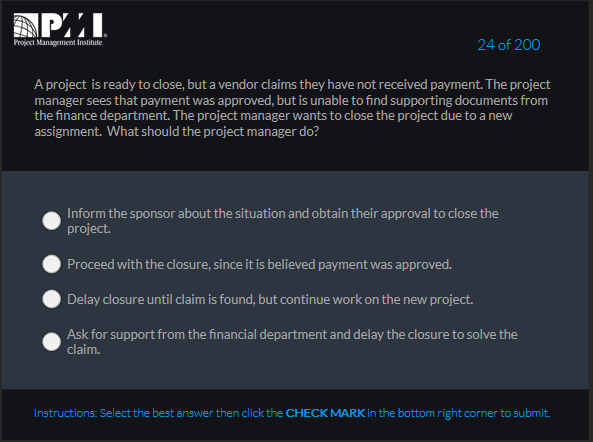 PMI
Project Management Institute
24 of 200
A project is ready to close, but a vendor claims they have not received payment. The project
manager sees that payment was approved, but is unable to find supporting documents from
the finance department. The project manager wants to close the project due to a new
assignment. What should the project manager do?
Inform the sponsor about the situation and obtain their approval to close the
project.
Proceed with the closure, since it is believed payment was approved.
Delay closure until claim is found, but continue work on the new project.
Ask for support from the financial department and delay the closure to solve the
claim.
Instructions: Select the best answer then click the CHECK MARK in the bottom right corner to submit.